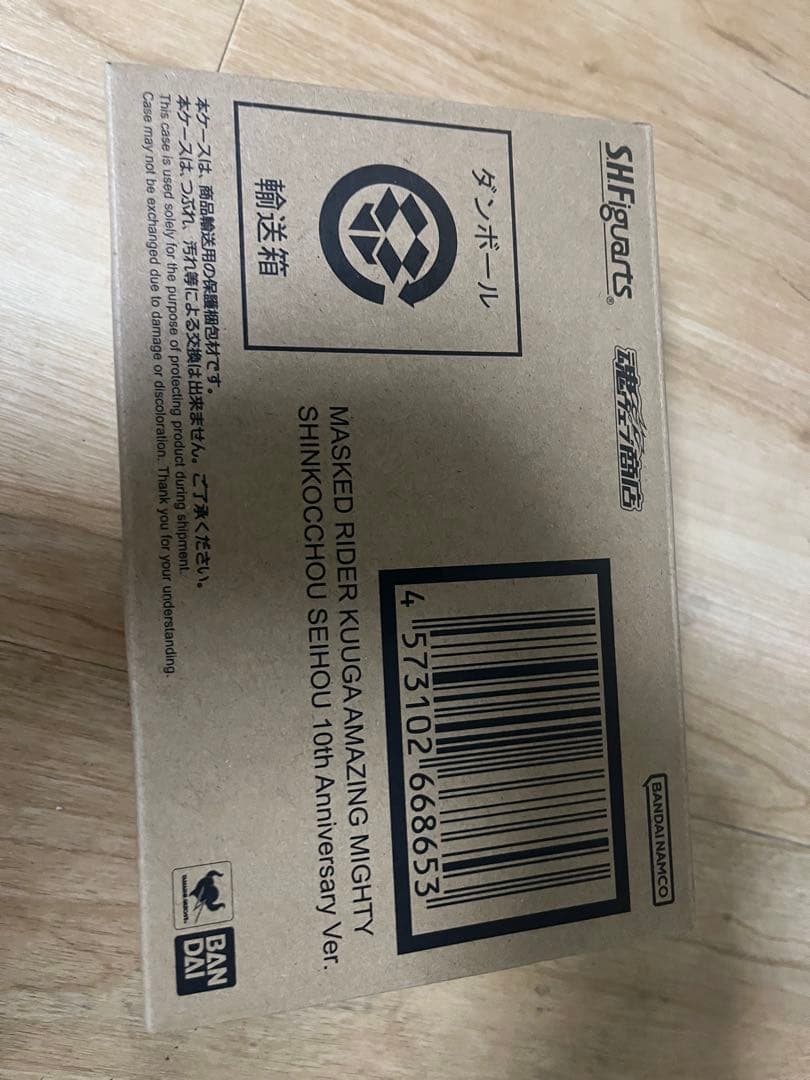 S.H.Figuarts®
魂ウェブ商店
BANDAI NAMCO
ダンボール
輸送箱
4 573102 668653
MASKED RIDER KUUGA AMAZING MIGHTY
SHINKOCCHOU SEIHOU 10th Anniversary Ver.
本ケースは、商品輸送用の保護梱包材です。
本ケースは、つぶれ、汚れ等による交換は出来ません。ご了承ください。
This case is used solely for the purpose of protecting product during shipment.
Case may not be exchanged due to damage or discoloration. Thank you for your understanding.
BAN
DAI